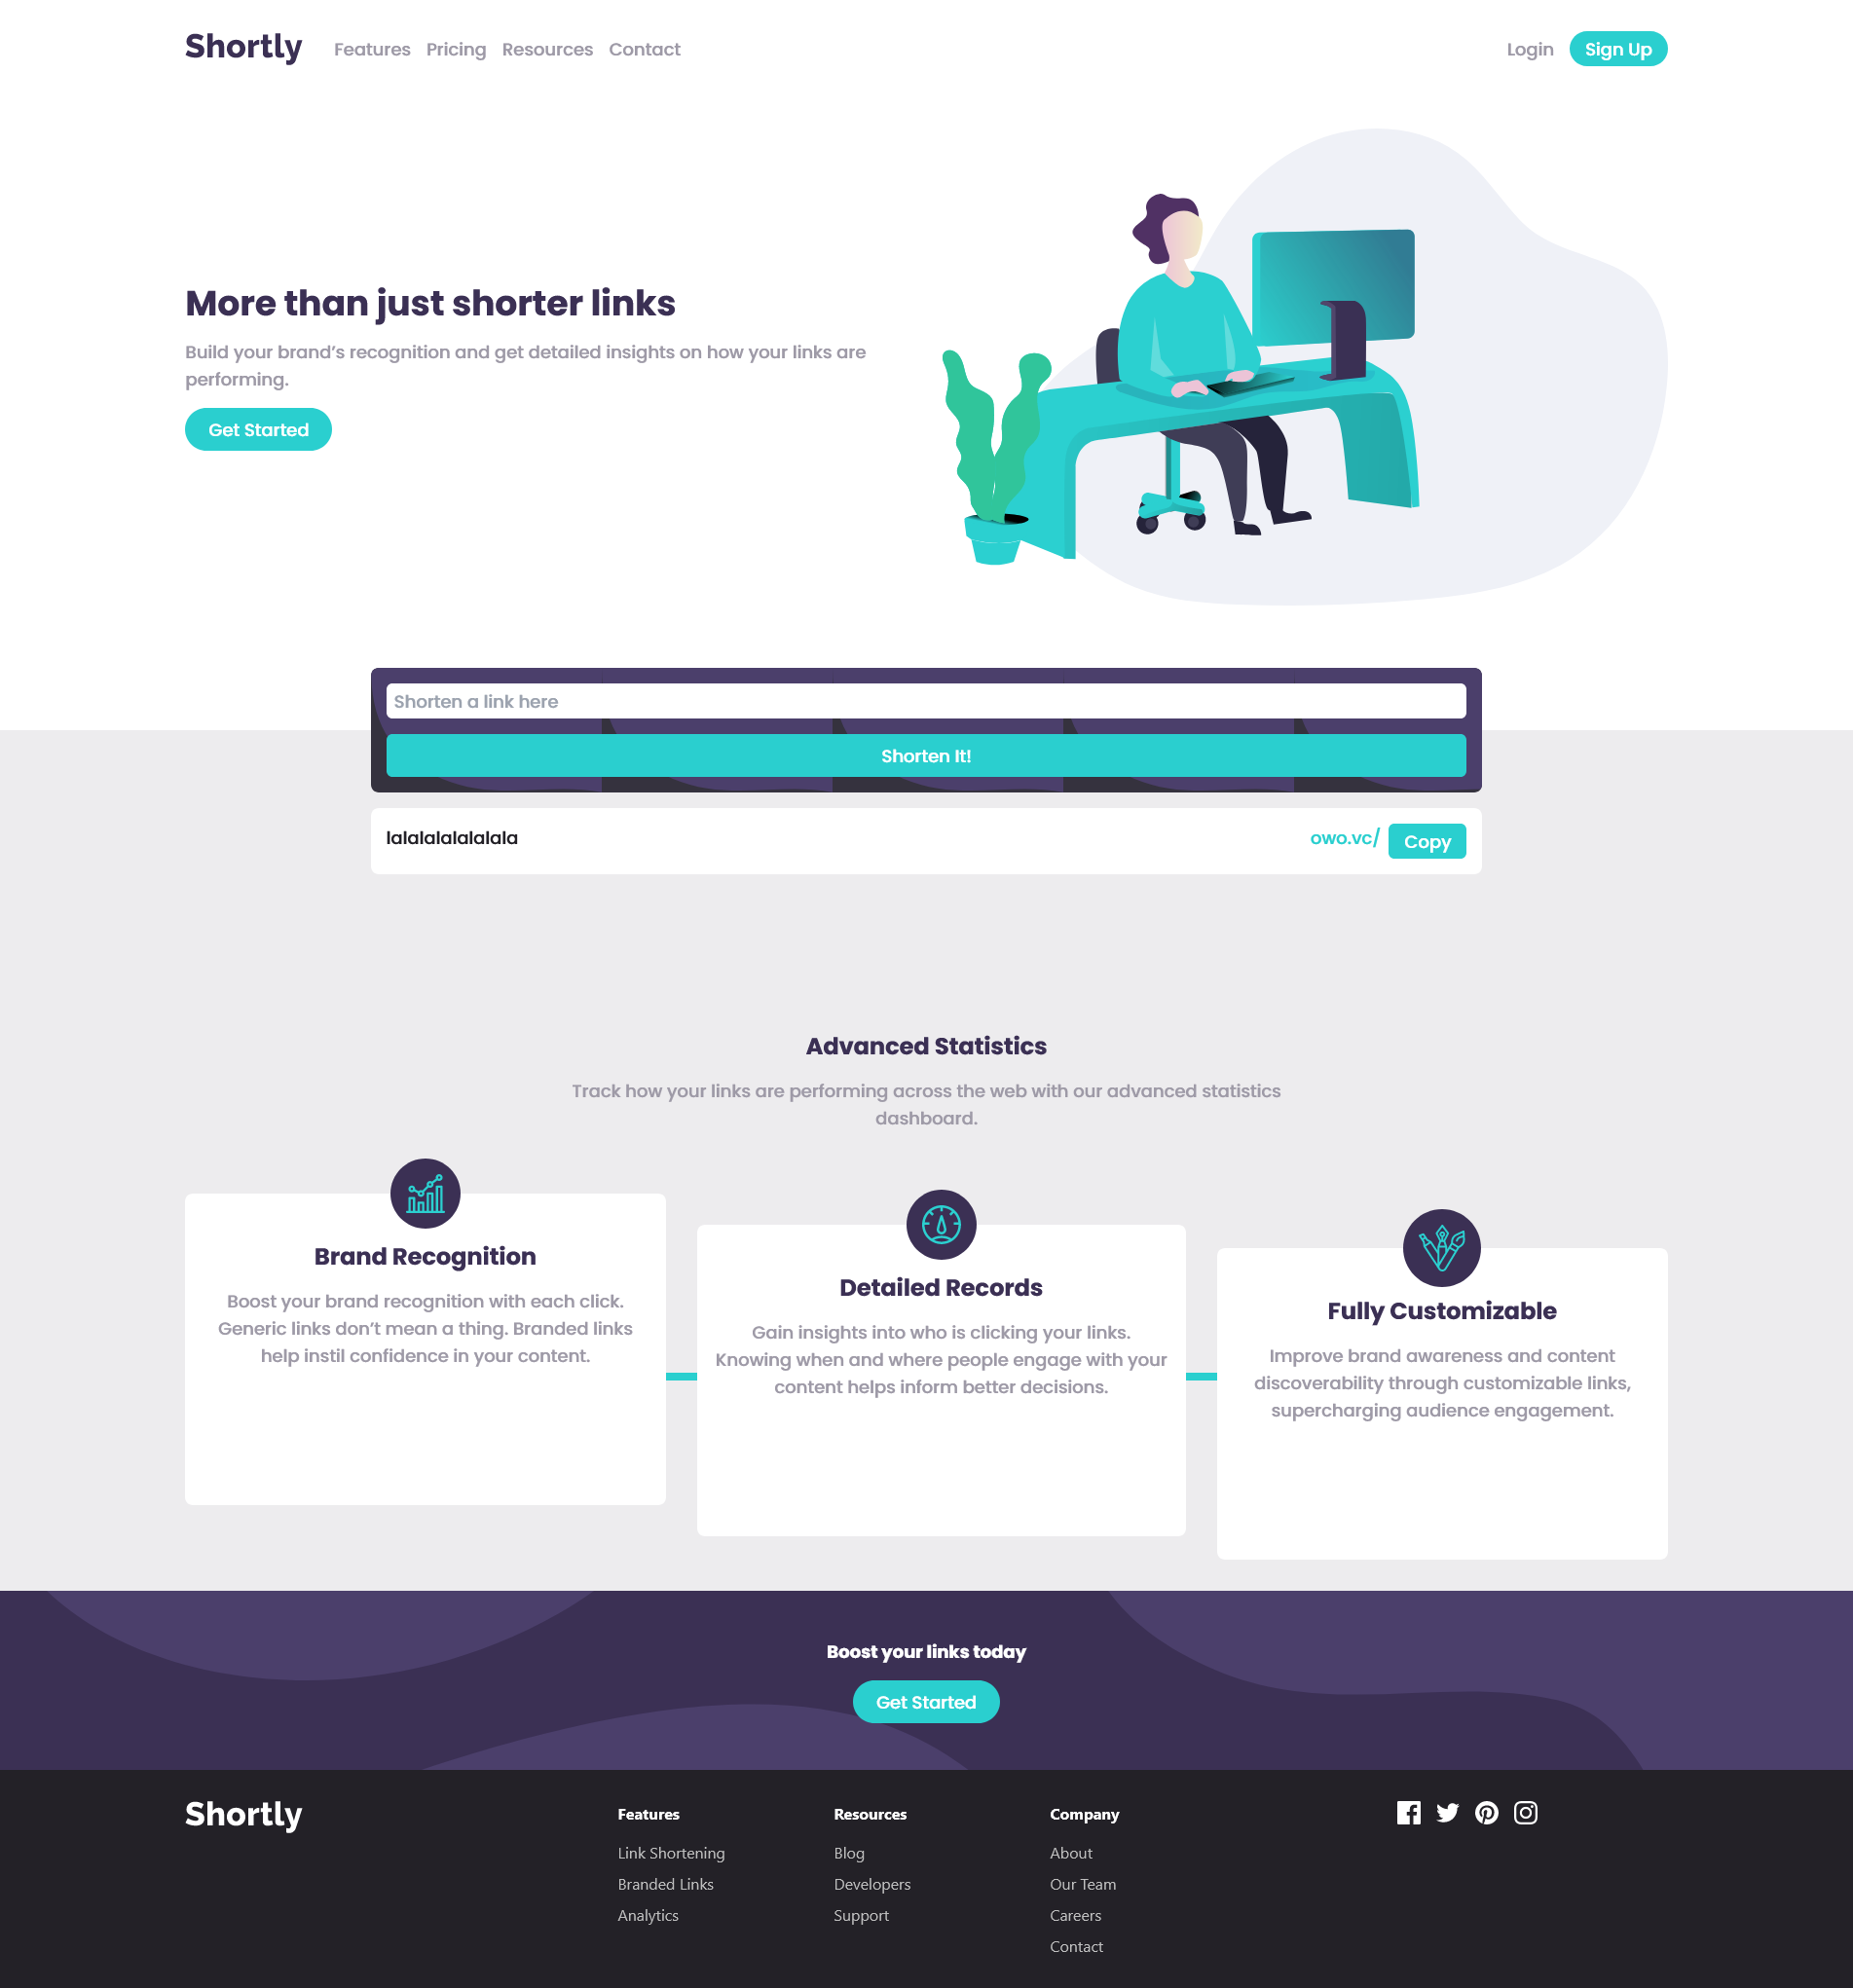 Shortly
Features
Pricing
Resources
Contact
Login
Sign Up
More than just shorter links
Build your brand’s recognition and get detailed insights on how your links are
performing.
Get Started
Shorten a link here
Shorten It!
lalalalalalalala
owo.vc/
Copy
Advanced Statistics
Track how your links are performing across the web with our advanced statistics
dashboard.
Brand Recognition
Boost your brand recognition with each click.
Generic links don’t mean a thing. Branded links
help instil confidence in your content.
Detailed Records
Gain insights into who is clicking your links.
Knowing when and where people engage with your
content helps inform better decisions.
Fully Customizable
Improve brand awareness and content
discoverability through customizable links,
supercharging audience engagement.
Boost your links today
Get Started
Shortly
Features
Link Shortening
Branded Links
Analytics
Resources
Blog
Developers
Support
Company
About
Our Team
Careers
Contact